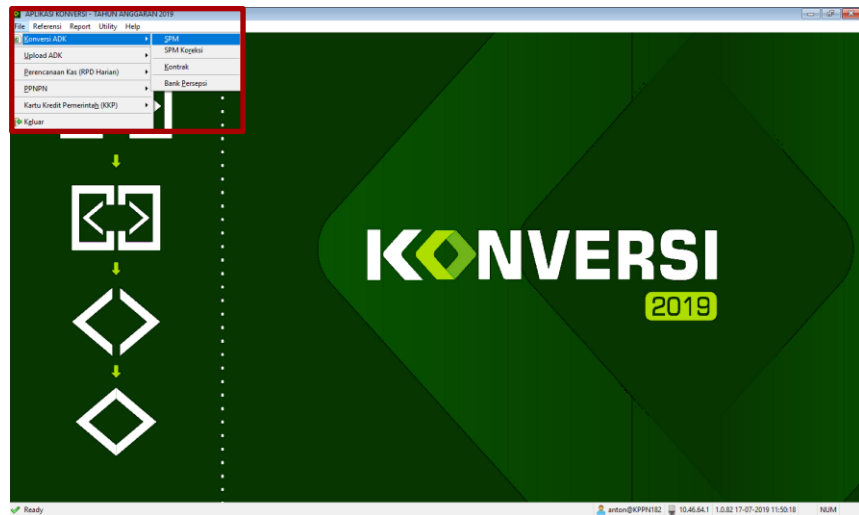 APLIKASI KONVERSI - TAHUN ANGGARAN 2019
File Referensi Report Utility Help
Konversi ADK
Upload ADK
Perencanaan Kas (RPD Harian)
PPNPN
Kartu Kredit Pemerintah (KKP)
Keluar
SPM
SPM Koreksi
Kontrak
Bank Persepsi
KONVERSI
2019
Ready
anton@KPPN182 10.46.64.1 1.0.82 17-07-2019 11:50:18 NUM